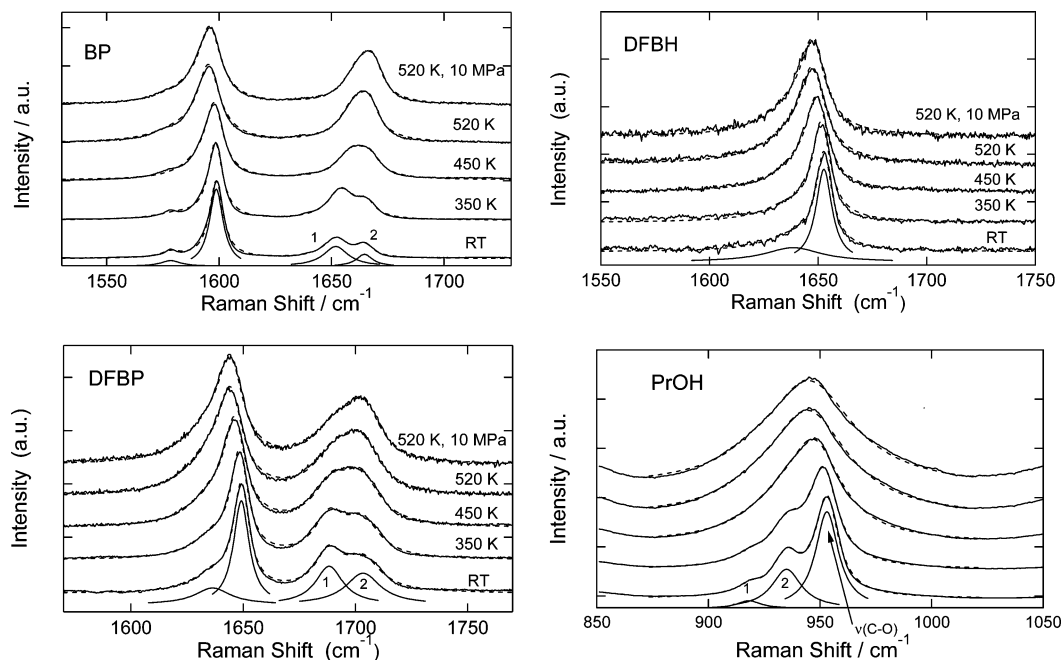 BP
520 K, 10 MPa
520 K
450 K
350 K
1 2
RT
1550 1600 1650 1700
Raman Shift / cm-1
Intensity / a.u.
DFBH
520 K, 10 MPa
520 K
450 K
350 K
RT
1550 1600 1650 1700 1750
Raman Shift (cm-1)
Intensity (a.u.)
DFBP
520 K, 10 MPa
520 K
450 K
350 K
RT
1 2
1600 1650 1700 1750
Raman Shift (cm-1)
Intensity (a.u.)
PrOH
1 2
ν(C-O)
850 900 950 1000 1050
Raman Shift / cm-1
Intensity / a.u.